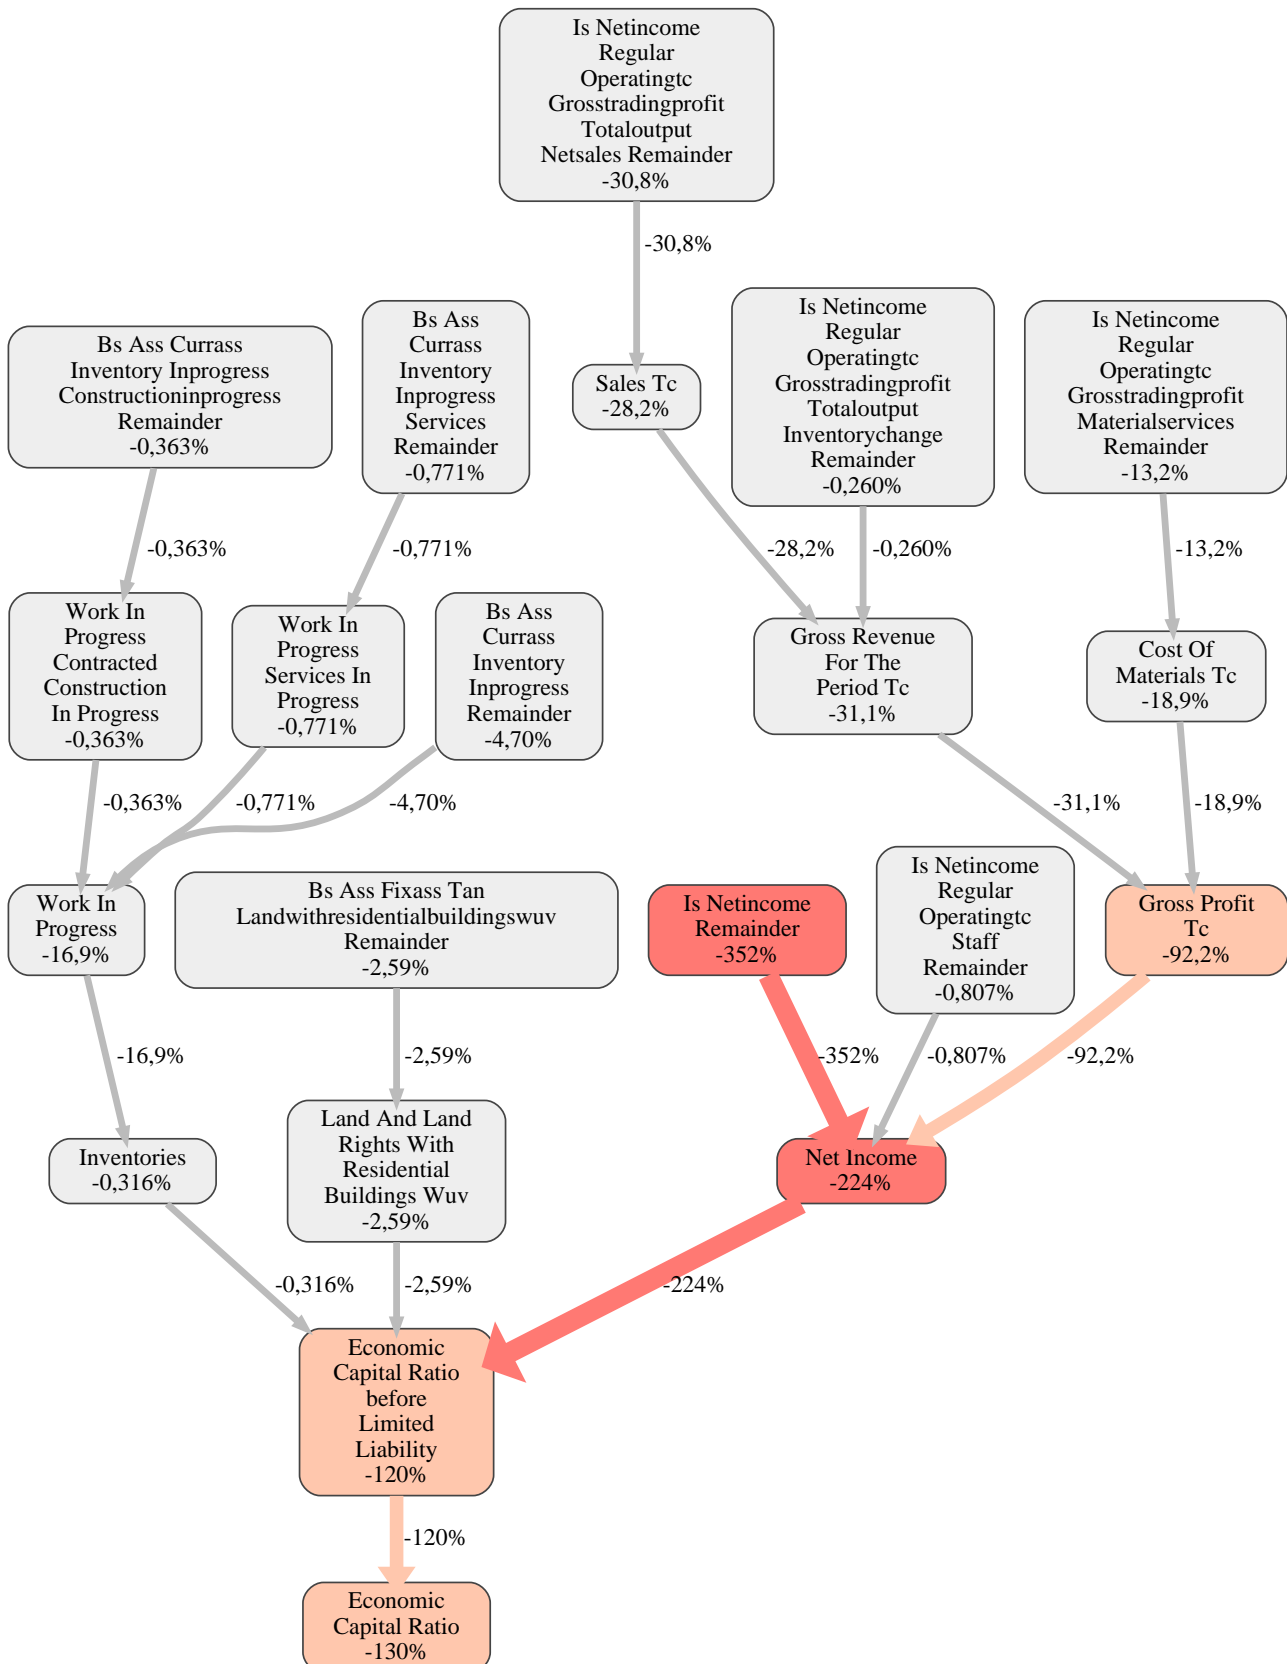 Is Netincome
Regular
Operatingtc
Grosstradingprofit
Totaloutput
Netsales Remainder
-30,8%
-30,8%
Bs Ass Currass
Inventory Inprogress
Constructioninprogress
Remainder
-0,363%
Bs Ass
Currass
Inventory
Inprogress
Services
Remainder
-0,771%
Sales Tc
-28,2%
Is Netincome
Regular
Operatingtc
Grosstradingprofit
Totaloutput
Inventorychange
Remainder
-0,260%
Is Netincome
Regular
Operatingtc
Grosstradingprofit
Materialservices
Remainder
-13,2%
-0,363%
-0,771%
-28,2%
-0,260%
-13,2%
Work In
Progress
Contracted
Construction
In Progress
-0,363%
Work In
Progress
Services In
Progress
-0,771%
Bs Ass
Currass
Inventory
Inprogress
Remainder
-4,70%
Gross Revenue
For The
Period Tc
-31,1%
Cost Of
Materials Tc
-18,9%
-0,363%
-0,771%
-4,70%
-31,1%
-18,9%
Work In
Progress
-16,9%
Bs Ass Fixass Tan
Landwithresidentialbuildingswuv
Remainder
-2,59%
Is Netincome
Remainder
-352%
Is Netincome
Regular
Operatingtc
Staff
Remainder
-0,807%
Gross Profit
Tc
-92,2%
-16,9%
-2,59%
-352%
-0,807%
-92,2%
Inventories
-0,316%
Land And Land
Rights With
Residential
Buildings Wuv
-2,59%
Net Income
-224%
-0,316%
-2,59%
-224%
Economic
Capital Ratio
before
Limited
Liability
-120%
-120%
Economic
Capital Ratio
-130%